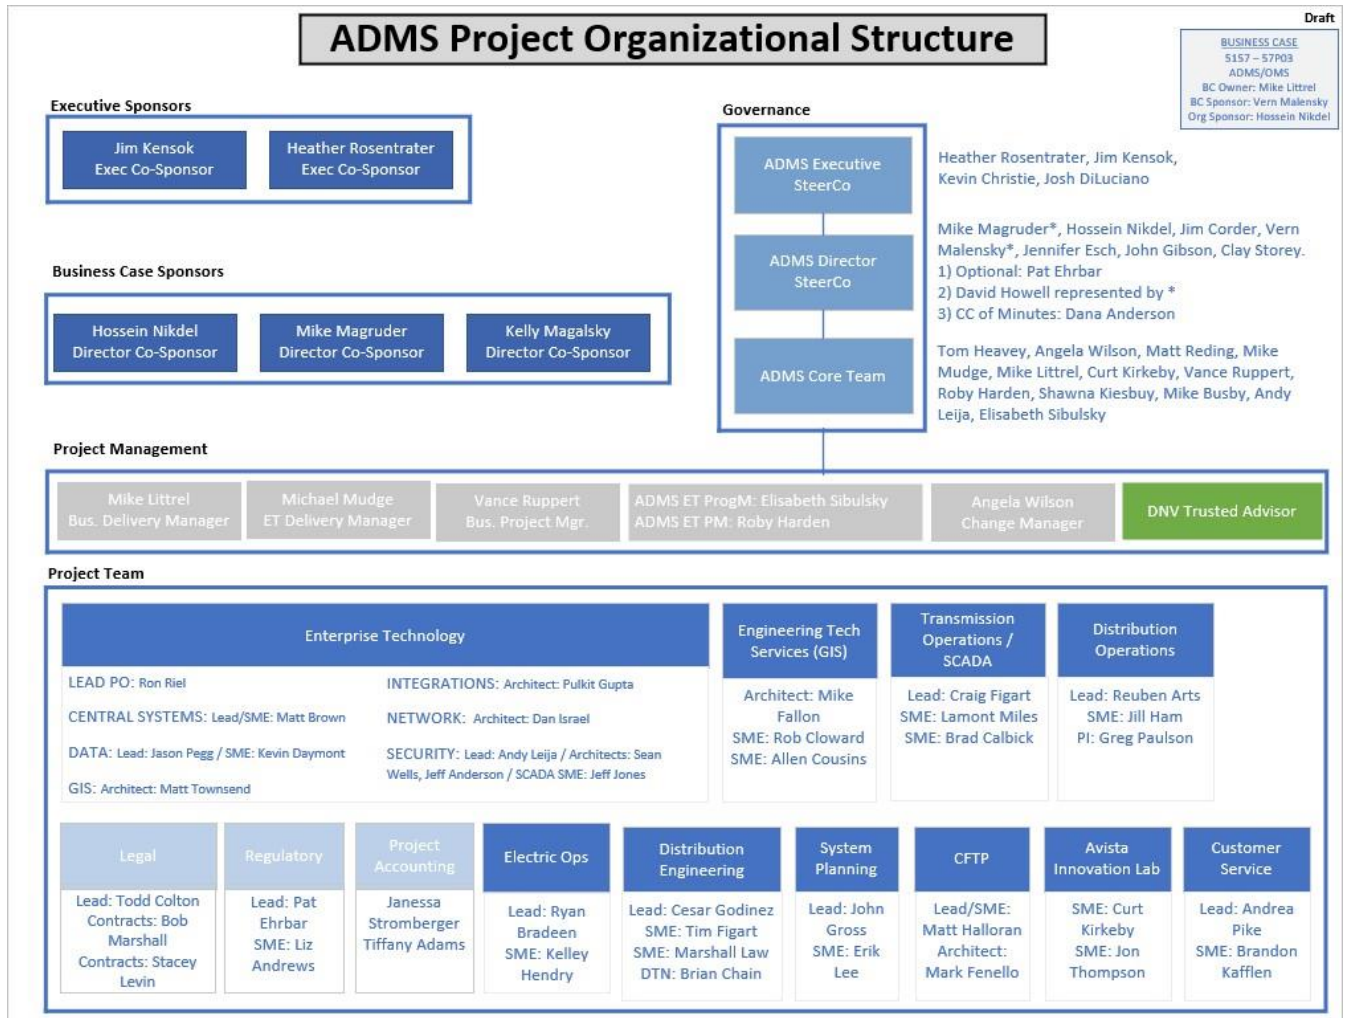 Draft
ADMS Project Organizational Structure
BUSINESS CASE
5157 – 57P03
ADMS/OMS
BC Owner: Mike Littrel
BC Sponsor: Vern Malensky
Org Sponsor: Hossein Nikdel
Executive Sponsors
Jim Kensok
Exec Co-Sponsor
Heather Rosentrater
Exec Co-Sponsor
Business Case Sponsors
Hossein Nikdel
Director Co-Sponsor
Mike Magruder
Director Co-Sponsor
Kelly Magalsky
Director Co-Sponsor
Governance
ADMS Executive
SteerCo
Heather Rosentrater, Jim Kensok,
Kevin Christie, Josh DiLuciano
ADMS Director
SteerCo
Mike Magruder*, Hossein Nikdel, Jim Corder, Vern
Malensky*, Jennifer Esch, John Gibson, Clay Storey.
1) Optional: Pat Ehrbar
2) David Howell represented by *
3) CC of Minutes: Dana Anderson
ADMS Core Team
Tom Heavey, Angela Wilson, Matt Reding, Mike
Mudge, Mike Littrel, Curt Kirkeby, Vance Ruppert,
Roby Harden, Shawna Kiesbuy, Mike Busby, Andy
Leija, Elisabeth Sibulsky
Project Management
Mike Littrel
Bus. Delivery Manager
Michael Mudge
ET Delivery Manager
Vance Ruppert
Bus. Project Mgr.
ADMS ET ProgM: Elisabeth Sibulsky
ADMS ET PM: Roby Harden
Angela Wilson
Change Manager
DNV Trusted Advisor
Project Team
Enterprise Technology
LEAD PO: Ron Riel
CENTRAL SYSTEMS: Lead/SME: Matt Brown
DATA: Lead: Jason Pegg / SME: Kevin Daymont
GIS: Architect: Matt Townsend
INTEGRATIONS: Architect: Pulkit Gupta
NETWORK: Architect: Dan Israel
SECURITY: Lead: Andy Leija / Architects: Sean
Wells, Jeff Anderson / SCADA SME: Jeff Jones
Engineering Tech
Services (GIS)
Architect: Mike
Fallon
SME: Rob Cloward
SME: Allen Cousins
Transmission
Operations /
SCADA
Lead: Craig Figart
SME: Lamont Miles
SME: Brad Calbick
Distribution
Operations
Lead: Reuben Arts
SME: Jill Ham
PI: Greg Paulson
Legal
Lead: Todd Colton
Contracts: Bob
Marshall
Contracts: Stacey
Levin
Regulatory
Lead: Pat
Ehrbar
SME: Liz
Andrews
Project
Accounting
Janessa
Stromberger
Tiffany Adams
Electric Ops
Lead: Ryan
Bradeen
SME: Kelley
Hendry
Distribution
Engineering
Lead: Cesar Godinez
SME: Tim Figart
SME: Marshall Law
DTN: Brian Chain
System
Planning
Lead: John
Gross
SME: Erik
Lee
CFTP
Lead/SME:
Matt Halloran
Architect:
Mark Fenello
Avista
Innovation Lab
SME: Curt
Kirkeby
SME: Jon
Thompson
Customer
Service
Lead: Andrea
Pike
SME: Brandon
Kafflen